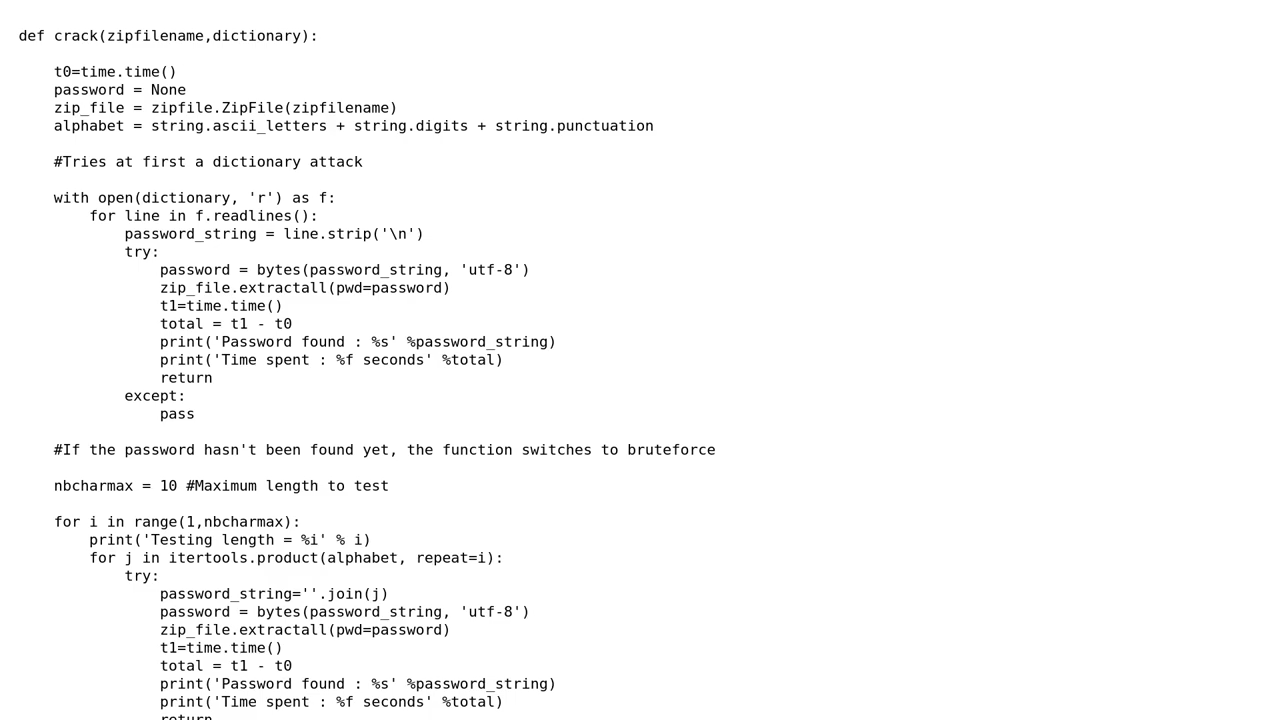 def crack(zipfilename,dictionary):
    t0=time.time()
    password = None
    zip_file = zipfile.ZipFile(zipfilename)
    alphabet = string.ascii_letters + string.digits + string.punctuation
    #Tries at first a dictionary attack
    with open(dictionary, 'r') as f:
        for line in f.readlines():
            password_string = line.strip('\n')
            try:
                password = bytes(password_string, 'utf-8')
                zip_file.extractall(pwd=password)
                t1=time.time()
                total = t1 - t0
                print('Password found : %s' %password_string)
                print('Time spent : %f seconds' %total)
                return
            except:
                pass
    #If the password hasn't been found yet, the function switches to bruteforce
    nbcharmax = 10 #Maximum length to test
    for i in range(1,nbcharmax):
        print('Testing length = %i' % i)
        for j in itertools.product(alphabet, repeat=i):
            try:
                password_string=''.join(j)
                password = bytes(password_string, 'utf-8')
                zip_file.extractall(pwd=password)
                t1=time.time()
                total = t1 - t0
                print('Password found : %s' %password_string)
                print('Time spent : %f seconds' %total)
                return